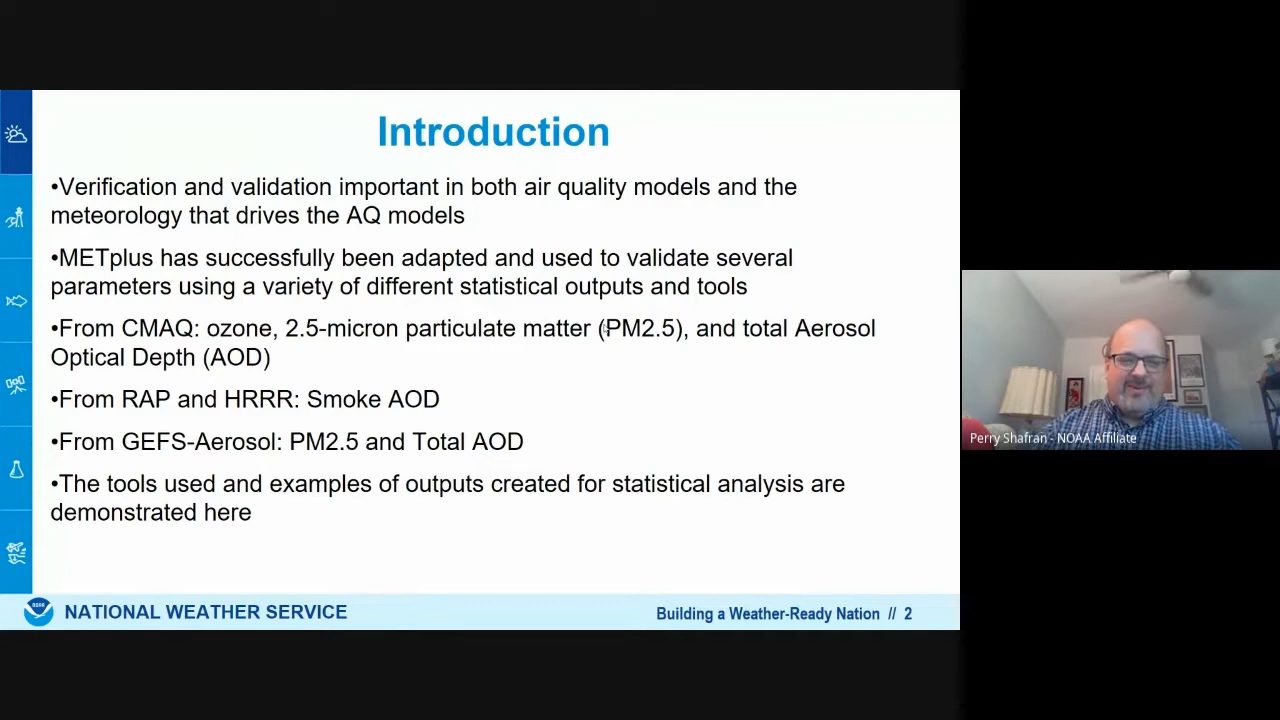 Introduction
•Verification and validation important in both air quality models and the
meteorology that drives the AQ models
•METplus has successfully been adapted and used to validate several
parameters using a variety of different statistical outputs and tools
•From CMAQ: ozone, 2.5-micron particulate matter (PM2.5), and total Aerosol
Optical Depth (AOD)
•From RAP and HRRR: Smoke AOD
•From GEFS-Aerosol: PM2.5 and Total AOD
•The tools used and examples of outputs created for statistical analysis are
demonstrated here
NATIONAL WEATHER SERVICE
Building a Weather-Ready Nation // 2
Perry Shafran - NOAA Affiliate